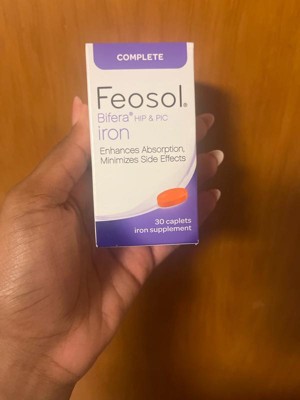 COMPLETE
Feosol®
Bifera® HIP & PIC
iron
Enhances Absorption,
Minimizes Side Effects
30 caplets
iron supplement